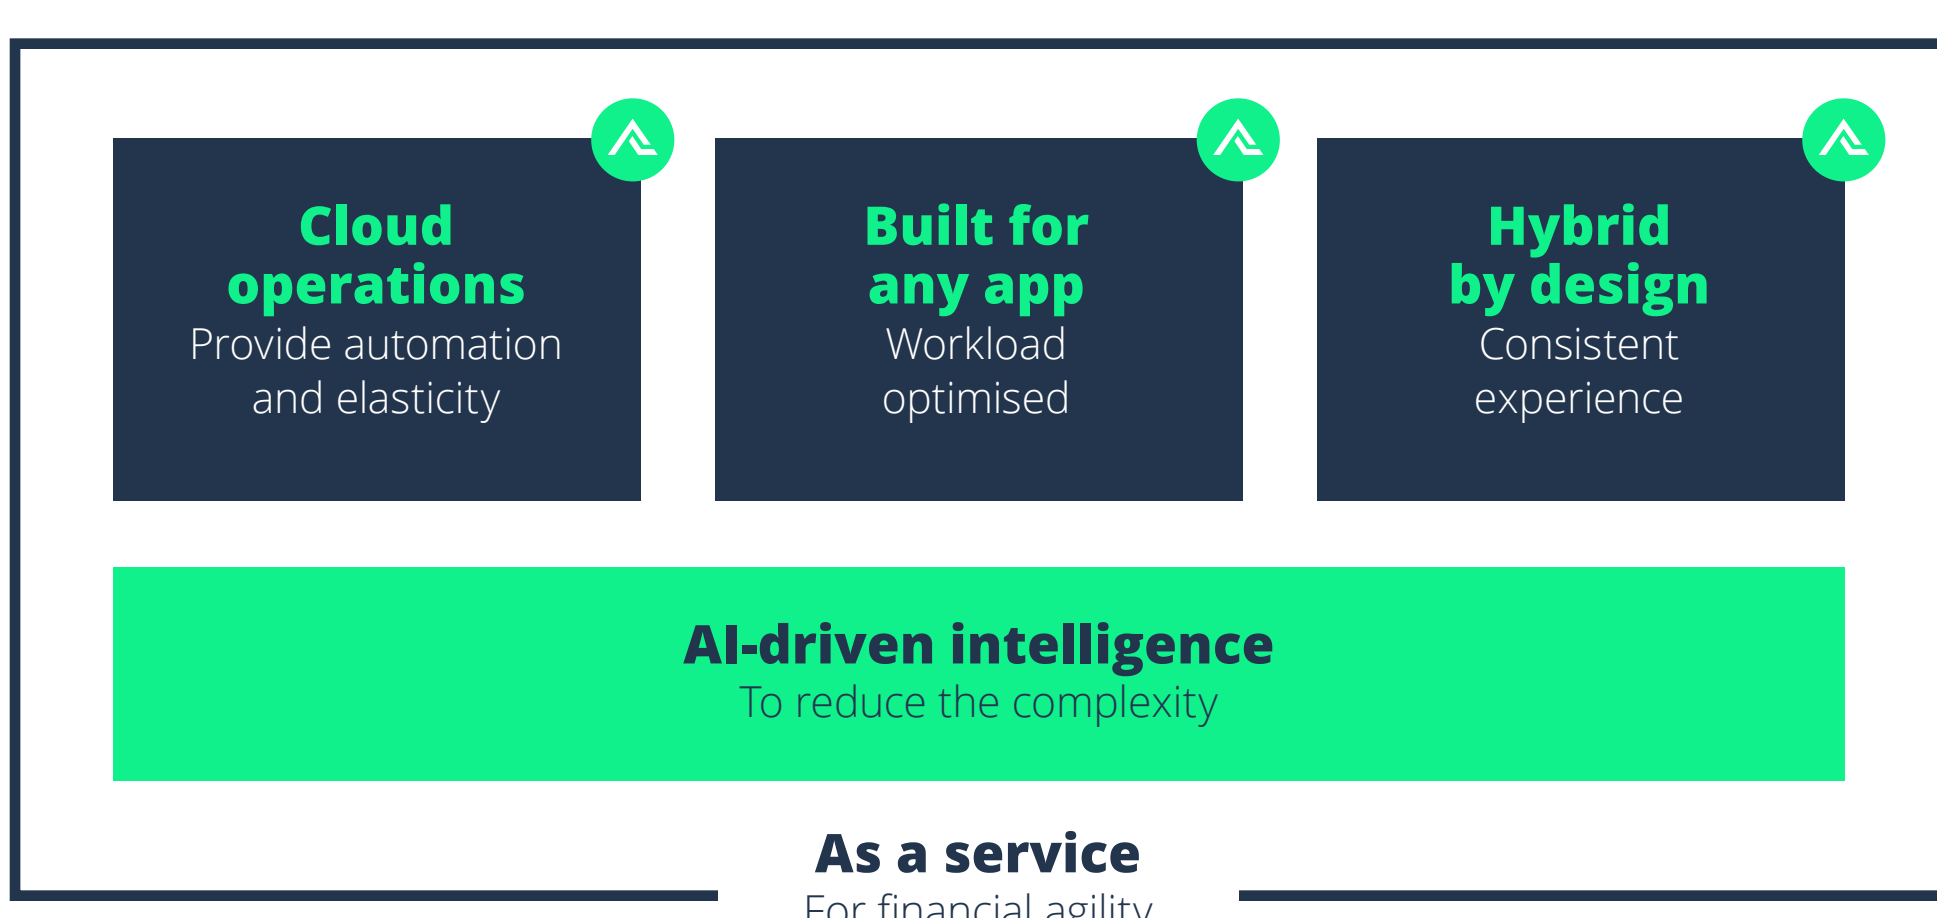 Cloud
operations
Provide automation
and elasticity
Built for
any app
Workload
optimised
Hybrid
by design
Consistent
experience
AI-driven intelligence
To reduce the complexity
As a service
For financial agility